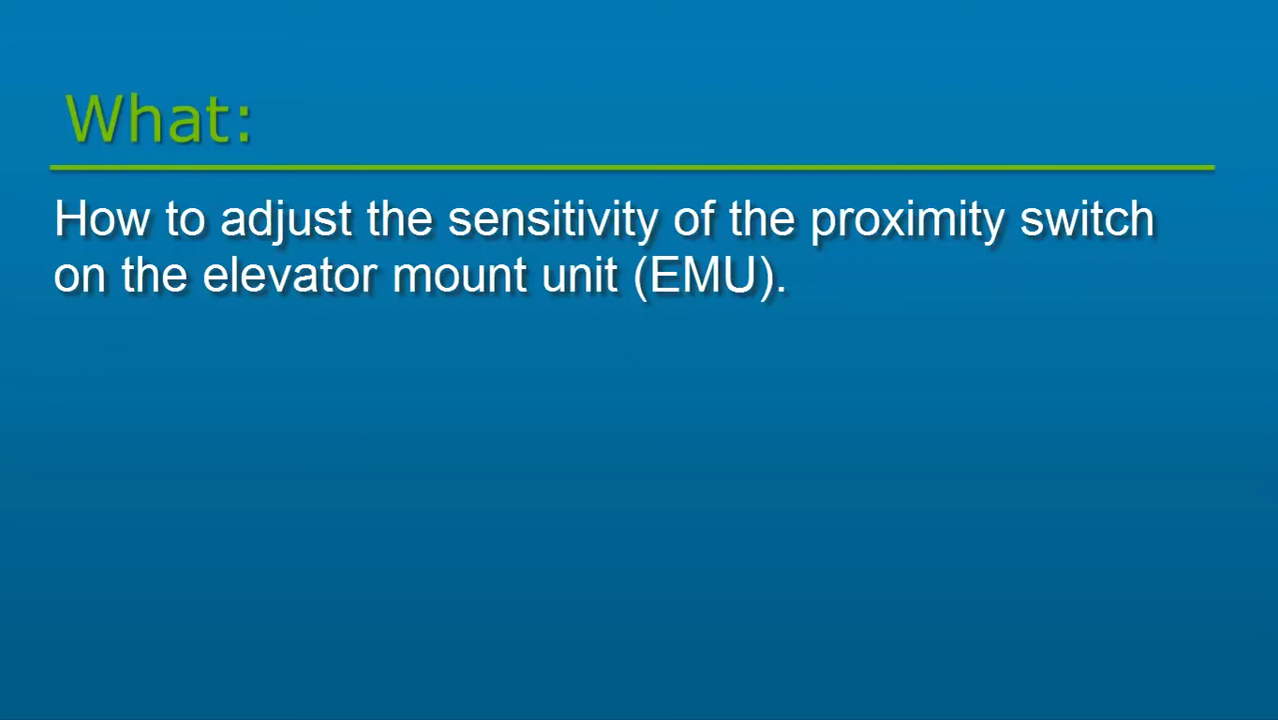 What:
How to adjust the sensitivity of the proximity switch
on the elevator mount unit (EMU).